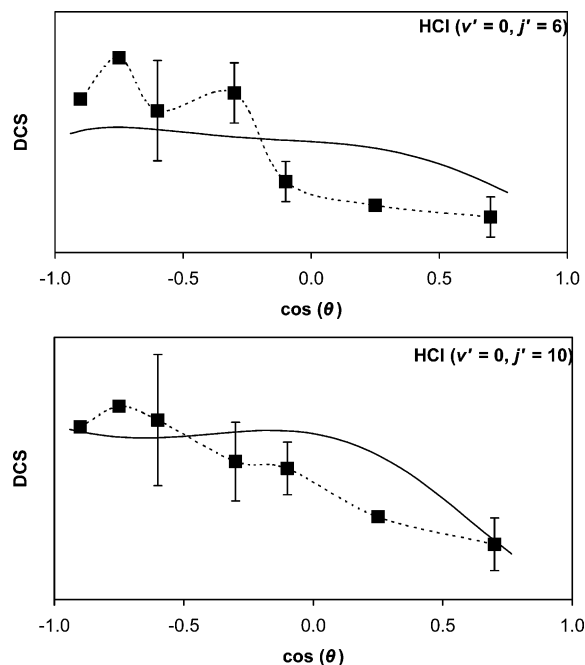 HCl (v' = 0, j' = 6)
DCS
-1.0 -0.5 0.0 0.5 1.0
cos (θ)
HCl (v' = 0, j' = 10)
DCS
-1.0 -0.5 0.0 0.5 1.0
cos (θ)